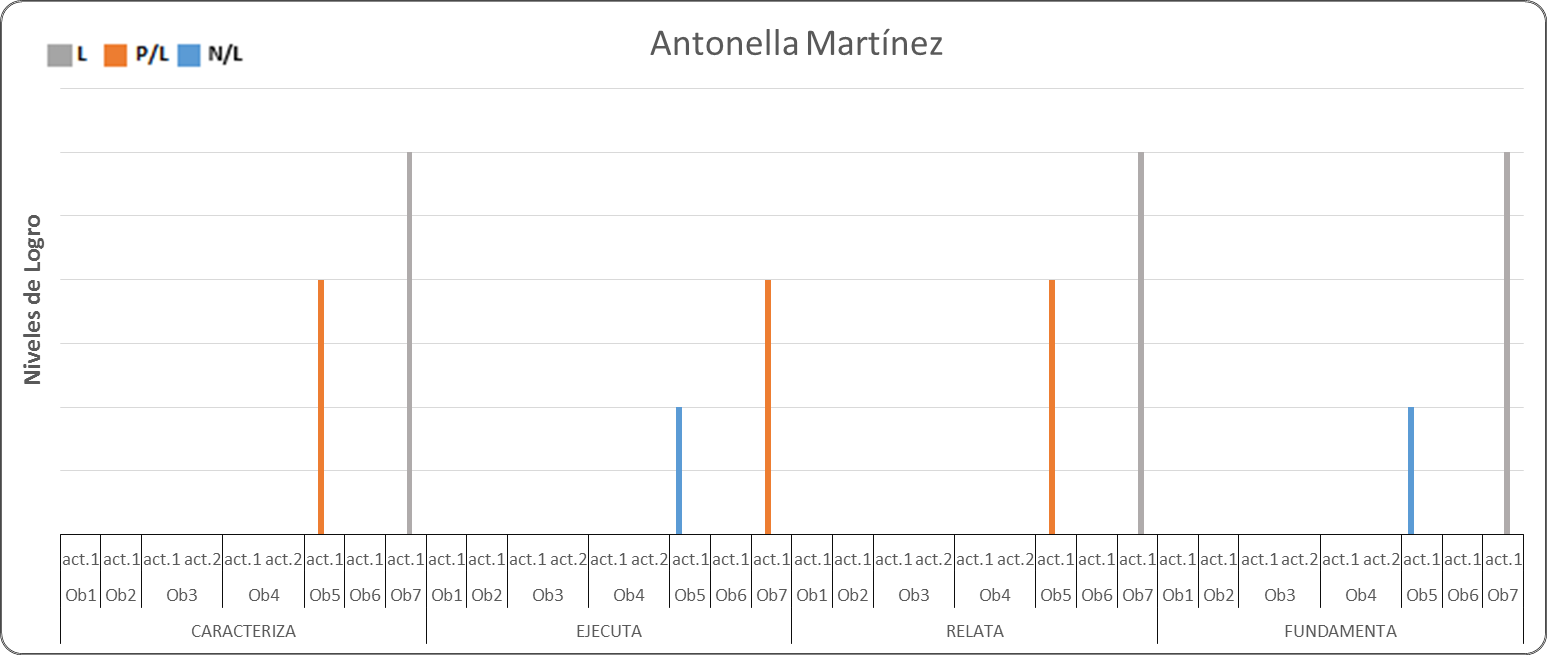 Antonella Martínez
L P/L N/L
Niveles de Logro
act.1 act.1 act.1 act.2 act.1 act.2 act.1 act.1 act.1 act.1 act.1 act.1 act.2 act.1 act.2 act.1 act.1 act.1 act.1 act.1 act.1 act.2 act.1 act.2 act.1 act.1 act.1 act.1 act.1 act.1 act.2 act.1 act.2 act.1 act.1 act.1
Ob1 Ob2 Ob3 Ob4 Ob5 Ob6 Ob7 Ob1 Ob2 Ob3 Ob4 Ob5 Ob6 Ob7 Ob1 Ob2 Ob3 Ob4 Ob5 Ob6 Ob7 Ob1 Ob2 Ob3 Ob4 Ob5 Ob6 Ob7
CARACTERIZA EJECUTA RELATA FUNDAMENTA